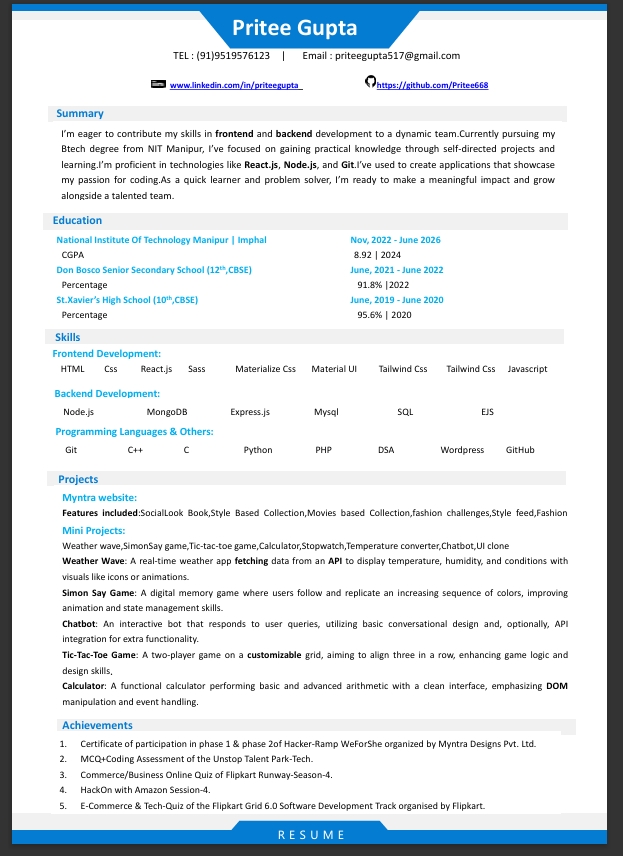 Pritee Gupta
TEL : (91)9519576123 | Email : priteegupta517@gmail.com
www.linkedin.com/in/priteegupta https://github.com/Pritee668
Summary
I'm eager to contribute my skills in frontend and backend development to a dynamic team.Currently pursuing my
Btech degree from NIT Manipur, I've focused on gaining practical knowledge through self-directed projects and
learning.I'm proficient in technologies like React.js, Node.js, and Git.I've used to create applications that showcase
my passion for coding.As a quick learner and problem solver, I'm ready to make a meaningful impact and grow
alongside a talented team.
Education
National Institute Of Technology Manipur | Imphal Nov, 2022 - June 2026
CGPA 8.92 | 2024
Don Bosco Senior Secondary School (12th,CBSE) June, 2021 - June 2022
Percentage 91.8% |2022
St.Xavier's High School (10th,CBSE) June, 2019 - June 2020
Percentage 95.6% | 2020
Skills
Frontend Development:
HTML Css React.js Sass Materialize Css Material UI Tailwind Css Tailwind Css Javascript
Backend Development:
Node.js MongoDB Express.js Mysql SQL EJS
Programming Languages & Others:
Git C++ C Python PHP DSA Wordpress GitHub
Projects
Myntra website:
Features included:SocialLook Book,Style Based Collection,Movies based Collection,fashion challenges,Style feed,Fashion
Mini Projects:
Weather wave,SimonSay game,Tic-tac-toe game,Calculator,Stopwatch,Temperature converter,Chatbot,UI clone
Weather Wave: A real-time weather app fetching data from an API to display temperature, humidity, and conditions with
visuals like icons or animations.
Simon Say Game: A digital memory game where users follow and replicate an increasing sequence of colors, improving
animation and state management skills.
Chatbot: An interactive bot that responds to user queries, utilizing basic conversational design and, optionally, API
integration for extra functionality.
Tic-Tac-Toe Game: A two-player game on a customizable grid, aiming to align three in a row, enhancing game logic and
design skills,
Calculator: A functional calculator performing basic and advanced arithmetic with a clean interface, emphasizing DOM
manipulation and event handling.
Achievements
1. Certificate of participation in phase 1 & phase 2of Hacker-Ramp WeForShe organized by Myntra Designs Pvt. Ltd.
2. MCQ+Coding Assessment of the Unstop Talent Park-Tech.
3. Commerce/Business Online Quiz of Flipkart Runway-Season-4.
4. HackOn with Amazon Session-4.
5. E-Commerce & Tech-Quiz of the Flipkart Grid 6.0 Software Development Track organised by Flipkart.
RESUME